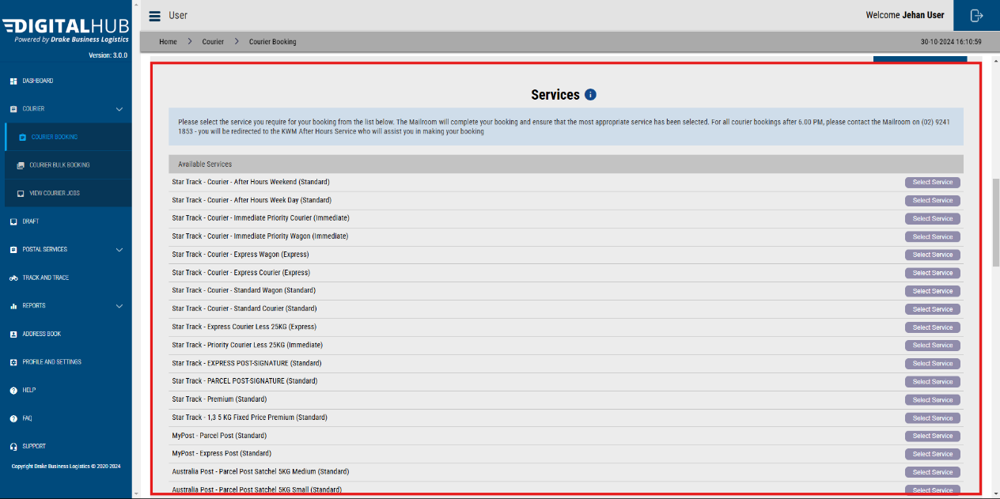 DIGITALHUB
Powered by Drake Business Logistics
Version: 3.0.0
DASHBOARD
COURIER
COURIER BOOKING
COURIER BULK BOOKING
VIEW COURIER JOBS
DRAFT
POSTAL SERVICES
TRACK AND TRACE
REPORTS
ADDRESS BOOK
PROFILE AND SETTINGS
HELP
FAQ
SUPPORT
Copyright Drake Business Logistics © 2020-2024
User
Welcome Jehan User
Home > Courier > Courier Booking
30-10-2024 16:10:59
Services
Please select the service you require for your booking from the list below. The Mailroom will complete your booking and ensure that the most appropriate service has been selected. For all courier bookings after 6.00 PM, please contact the Mailroom on (02) 9241
1853 - you will be redirected to the KWM After Hours Service who will assist you in making your booking
Available Services
Star Track - Courier - After Hours Weekend (Standard) Select Service
Star Track - Courier - After Hours Week Day (Standard) Select Service
Star Track - Courier - Immediate Priority Courier (Immediate) Select Service
Star Track - Courier - Immediate Priority Wagon (Immediate) Select Service
Star Track - Courier - Express Wagon (Express) Select Service
Star Track - Courier - Express Courier (Express) Select Service
Star Track - Courier - Standard Wagon (Standard) Select Service
Star Track - Courier - Standard Courier (Standard) Select Service
Star Track - Express Courier Less 25KG (Express) Select Service
Star Track - Priority Courier Less 25KG (Immediate) Select Service
Star Track - EXPRESS POST-SIGNATURE (Standard) Select Service
Star Track - PARCEL POST-SIGNATURE (Standard) Select Service
Star Track - Premium (Standard) Select Service
Star Track - 1,3 5 KG Fixed Price Premium (Standard) Select Service
MyPost - Parcel Post (Standard) Select Service
MyPost - Express Post (Standard) Select Service
Australia Post - Parcel Post Satchel 5KG Medium (Standard) Select Service
Australia Post - Parcel Post Satchel 5KG Small (Standard) Select Service